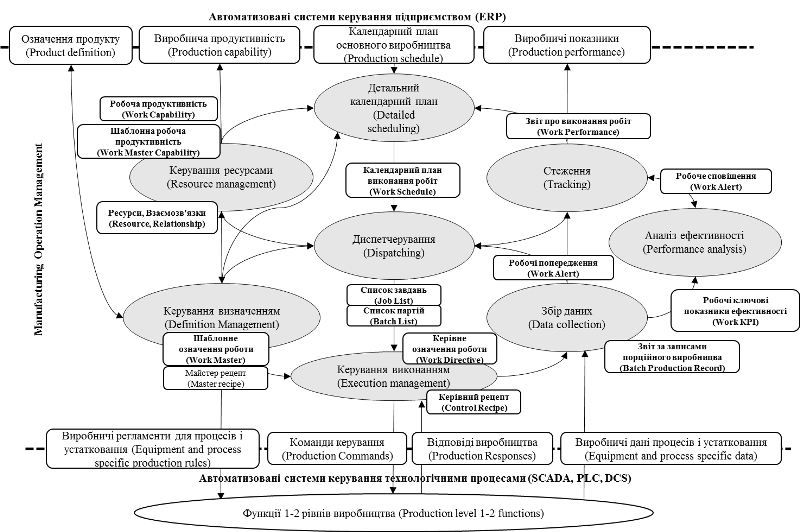 Автоматизовані системи керування підприємством (ERP)
Означення продукту
(Product definition)
Виробнича продуктивність
(Production capability)
Календарний план
основного виробництва
(Production schedule)
Виробничі показники
(Production performance)
Детальний
календарний план
(Detailed
scheduling)
Робоча продуктивність
(Work Capability)
Шаблонна робоча
продуктивність
(Work Master Capability)
Звіт про виконання робіт
(Work Performance)
Керування ресурсами
(Resource management)
Календарний план
виконання робіт
(Work Schedule)
Стеження
(Tracking)
Робоче сповіщення
(Work Alert)
Manufacturing Operation Management
Ресурси, Взаємозв'язки
(Resource, Relationship)
Диспетчерування
(Dispatching)
Аналіз ефективності
(Performance analysis)
Робочі попередження
(Work Alert)
Список завдань
(Job List)
Список партій
(Batch List)
Керування визначенням
(Definition Management)
Збір даних
(Data collection)
Робочі ключові
показники ефективності
(Work KPI)
Шаблонне
означення роботи
(Work Master)
Майстер рецепт
(Master recipe)
Керівне
означення роботи
(Work Directive)
Звіт за записами
порційного виробництва
(Batch Production Record)
Керування виконанням
(Execution management)
Керівний рецепт
(Control Recipe)
Виробничі регламенти для процесів і
устатковання (Equipment and process
specific production rules)
Команди керування
(Production Commands)
Відповіді виробництва
(Production Responses)
Виробничі дані процесів і устатковання
(Equipment and process specific data)
Автоматизовані системи керування технологічними процесами (SCADA, PLC, DCS)
Функції 1-2 рівнів виробництва (Production level 1-2 functions)